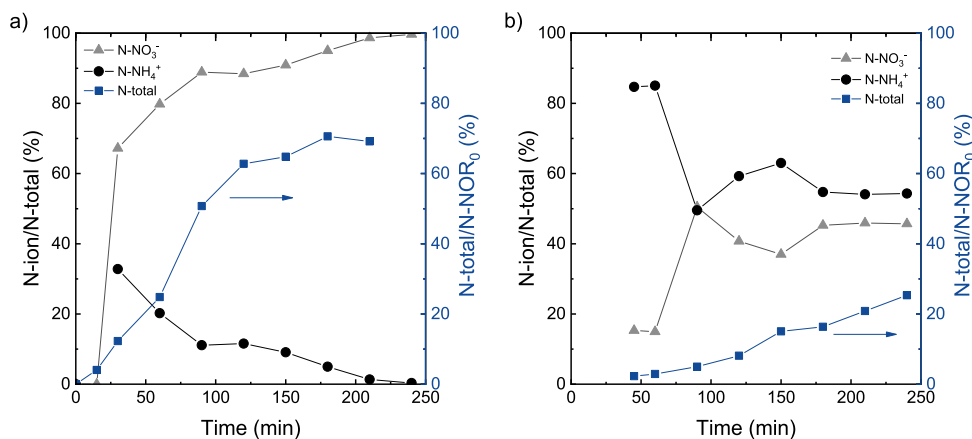 a)
N-NO₃⁻
N-NH₄⁺
N-total
100
80
60
40
20
0
N-ion/N-total (%)
100
80
60
40
20
0
N-total/N-NOR₀ (%)
0 50 100 150 200 250
Time (min)
b)
N-NO₃⁻
N-NH₄⁺
N-total
100
80
60
40
20
0
N-ion/N-total (%)
100
80
60
40
20
0
N-total/N-NOR₀ (%)
0 50 100 150 200 250
Time (min)